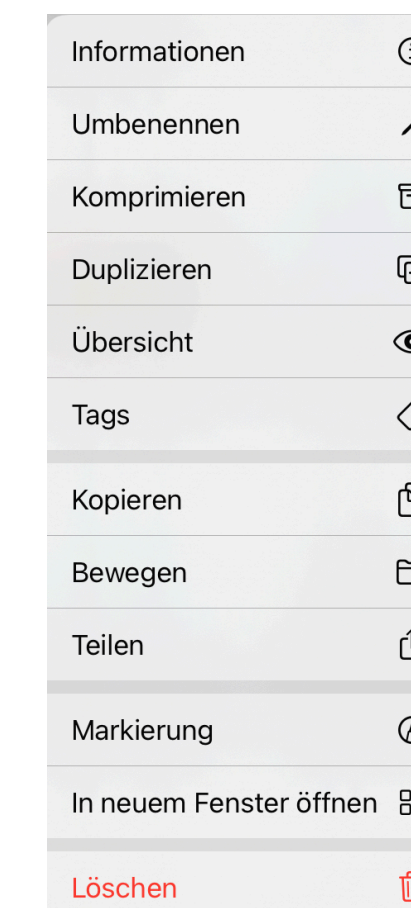 Informationen
Umbenennen
Komprimieren
Duplizieren
Übersicht
Tags
Kopieren
Bewegen
Teilen
Markierung
In neuem Fenster öffnen
Löschen